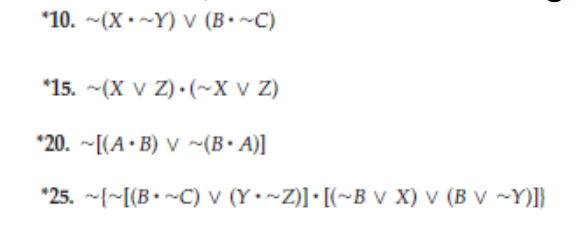 *10. ~(X • ~Y) ∨ (B • ~C)
*15. ~(X ∨ Z) • (~X ∨ Z)
*20. ~[(A • B) ∨ ~(B • A)]
*25. ~{~[(B • ~C) ∨ (Y • ~Z)] • [(~B ∨ X) ∨ (B ∨ ~Y)]}